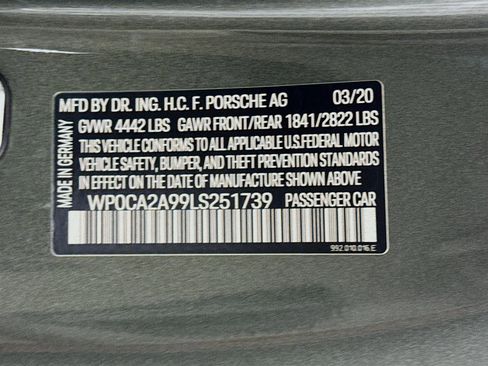 MFD BY DR. ING. H.C. F. PORSCHE AG 03/20
GVWR 4442 LBS GAWR FRONT/REAR 1841/2822 LBS
THIS VEHICLE CONFORMS TO ALL APPLICABLE U.S.FEDERAL MOTOR
VEHICLE SAFETY, BUMPER, AND THEFT PREVENTION STANDARDS
IN EFFECT ON THE DATE OF MANUFACTURE SHOWN ABOVE
WP0CA2A99LS251739 PASSENGER CAR
MADE IN GERMANY
992.010.016.E